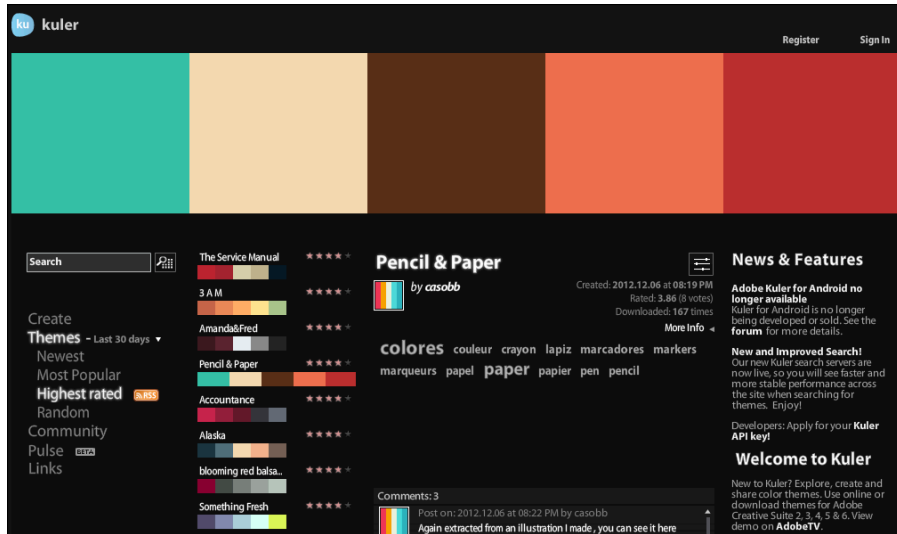 ku kuler
Register Sign In
Search
Create
Themes - Last 30 days
Newest
Most Popular
Highest rated RSS
Random
Community
Pulse BETA
Links
The Service Manual
3 A M
Amanda&Fred
Pencil & Paper
Accountance
Alaska
blooming red balsa...
Something Fresh
Pencil & Paper
by casobb
Created: 2012.12.06 at 08:19 PM
Rated: 3.86 (8 votes)
Downloaded: 167 times
More Info
colores couleur crayon lapiz marcadores markers
marqueurs papel paper papier pen pencil
Comments: 3
Post on: 2012.12.06 at 08:22 PM by casobb
Again extracted from an illustration I made , you can see it here
News & Features
Adobe Kuler for Android no
longer available
Kuler for Android is no longer
being developed or sold. See the
forum for more details.
New and Improved Search!
Our new Kuler search servers are
now live, so you will see faster and
more stable performance across
the site when searching for
themes. Enjoy!
Developers: Apply for your Kuler
API key!
Welcome to Kuler
New to Kuler? Explore, create and
share color themes. Use online or
download themes for Adobe
Creative Suite 2, 3, 4, 5 & 6. View
demo on AdobeTV.